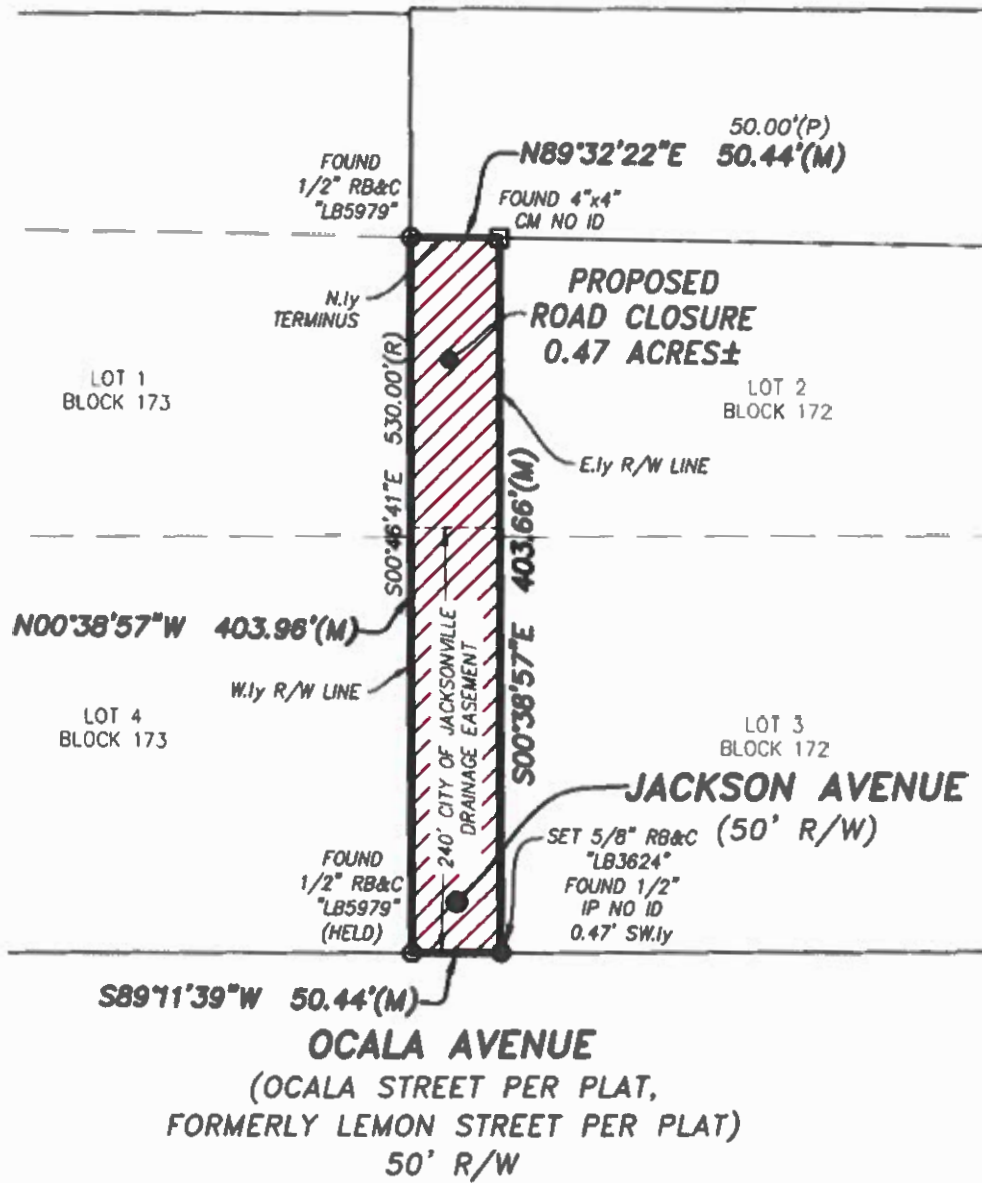 50.00'(P)
N89°32'22"E 50.44'(M)
FOUND
1/2" RB&C
"LB5979"
FOUND 4"x4"
CM NO ID
N.ly
TERMINUS
PROPOSED
ROAD CLOSURE
0.47 ACRES±
LOT 1
BLOCK 173
LOT 2
BLOCK 172
S00°46'41"E 530.00'(R)
E.ly R/W LINE
S00°38'57"E 403.66'(M)
N00°38'57"W 403.96'(M)
W.ly R/W LINE
240' CITY OF JACKSONVILLE
DRAINAGE EASEMENT
LOT 4
BLOCK 173
LOT 3
BLOCK 172
JACKSON AVENUE
(50' R/W)
SET 5/8" RB&C
"LB3624"
FOUND 1/2"
IP NO ID
0.47' SW.ly
FOUND
1/2" RB&C
"LB5979"
(HELD)
S89°11'39"W 50.44'(M)
OCALA AVENUE
(OCALA STREET PER PLAT,
FORMERLY LEMON STREET PER PLAT)
50' R/W